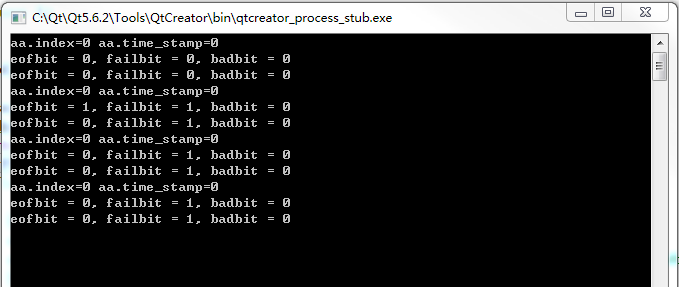 C:\Qt\Qt5.6.2\Tools\QtCreator\bin\qtcreator_process_stub.exe
aa.index=0 aa.time_stamp=0
eofbit = 0, failbit = 0, badbit = 0
eofbit = 0, failbit = 0, badbit = 0
aa.index=0 aa.time_stamp=0
eofbit = 1, failbit = 1, badbit = 0
eofbit = 0, failbit = 1, badbit = 0
aa.index=0 aa.time_stamp=0
eofbit = 0, failbit = 1, badbit = 0
eofbit = 0, failbit = 1, badbit = 0
aa.index=0 aa.time_stamp=0
eofbit = 0, failbit = 1, badbit = 0
eofbit = 0, failbit = 1, badbit = 0